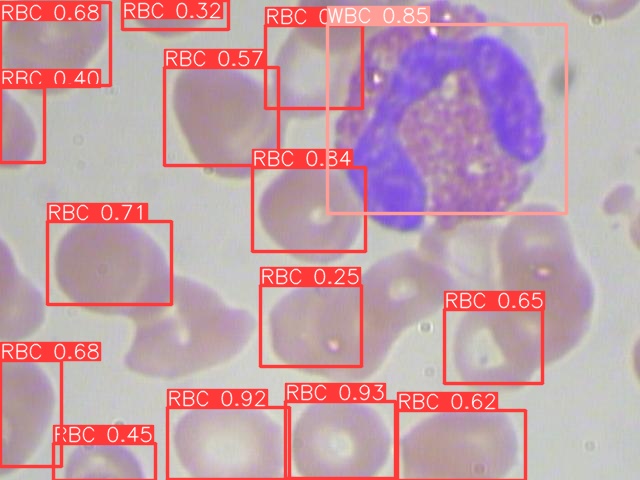 RBC 0.68
RBC 0.32
RBC 0
WBC 0.85
RBC 0.40
RBC 0.57
RBC 0.84
RBC 0.71
RBC 0.25
RBC 0.65
RBC 0.68
RBC 0.92
RBC 0.93
RBC 0.62
RBC 0.45